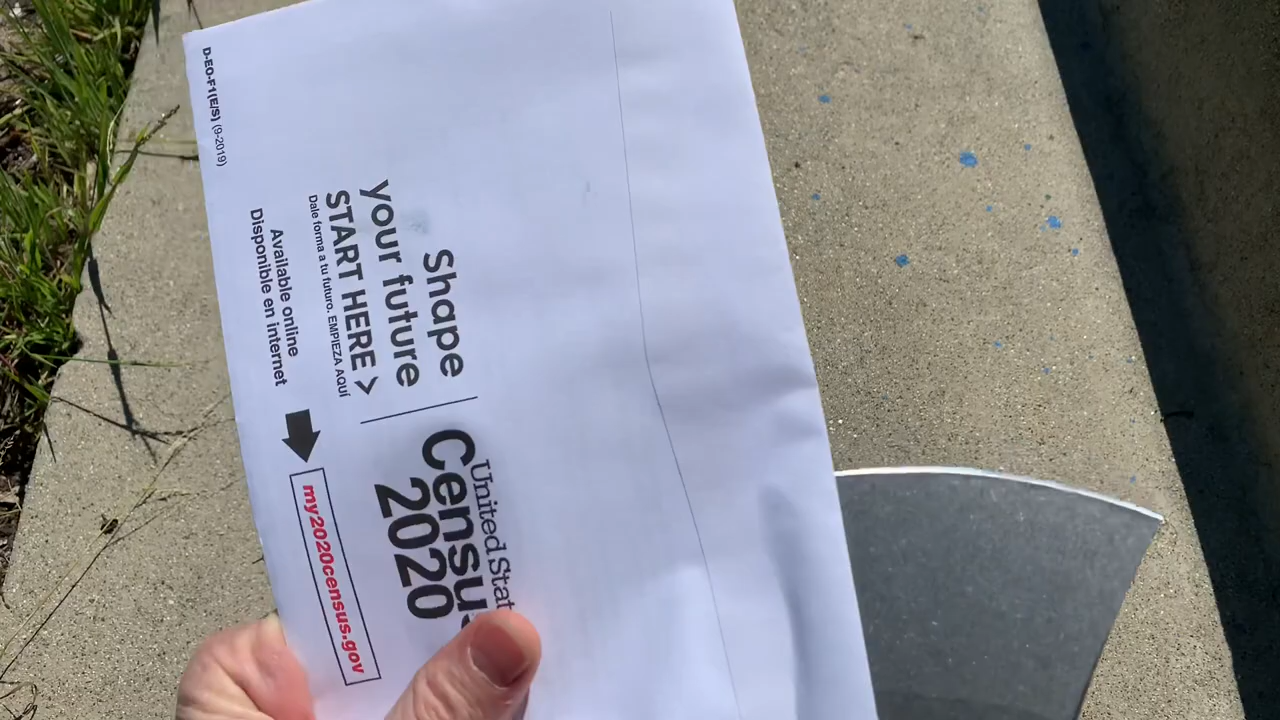 D-EO-F1(E/S) (9-2019)
Shape
your future
START HERE >
Dale forma a tu futuro. EMPIEZA AQUÍ
United Stat
Census
2020
Available online
Disponible en internet
my2020census.gov